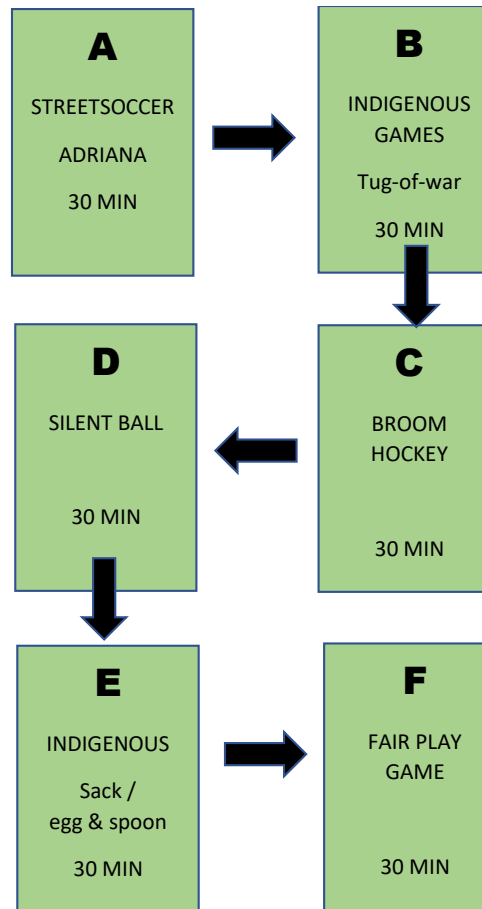 A
STREETSOCCER
ADRIANA
30 MIN
B
INDIGENOUS
GAMES
Tug-of-war
30 MIN
C
BROOM
HOCKEY
30 MIN
D
SILENT BALL
30 MIN
E
INDIGENOUS
Sack /
egg & spoon
30 MIN
F
FAIR PLAY
GAME
30 MIN